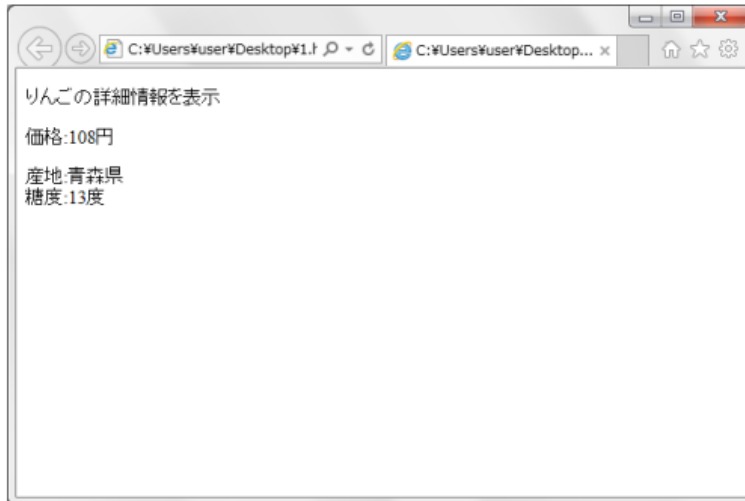 C:¥Users¥user¥Desktop¥1.h
C:¥Users¥user¥Desktop...
りんごの詳細情報を表示
価格:108円
産地:青森県
糖度:13度